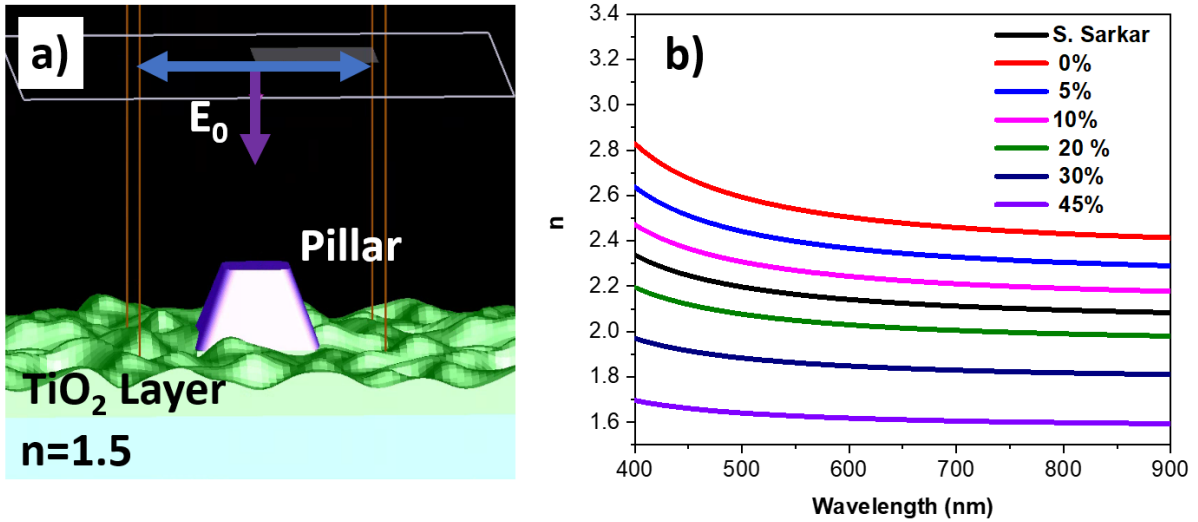 a)
E₀
Pillar
TiO₂ Layer
n=1.5
b)
S. Sarkar
0%
5%
10%
20 %
30%
45%
3.4
3.2
3.0
2.8
2.6
2.4
2.2
2.0
1.8
1.6
n
400 500 600 700 800 900
Wavelength (nm)